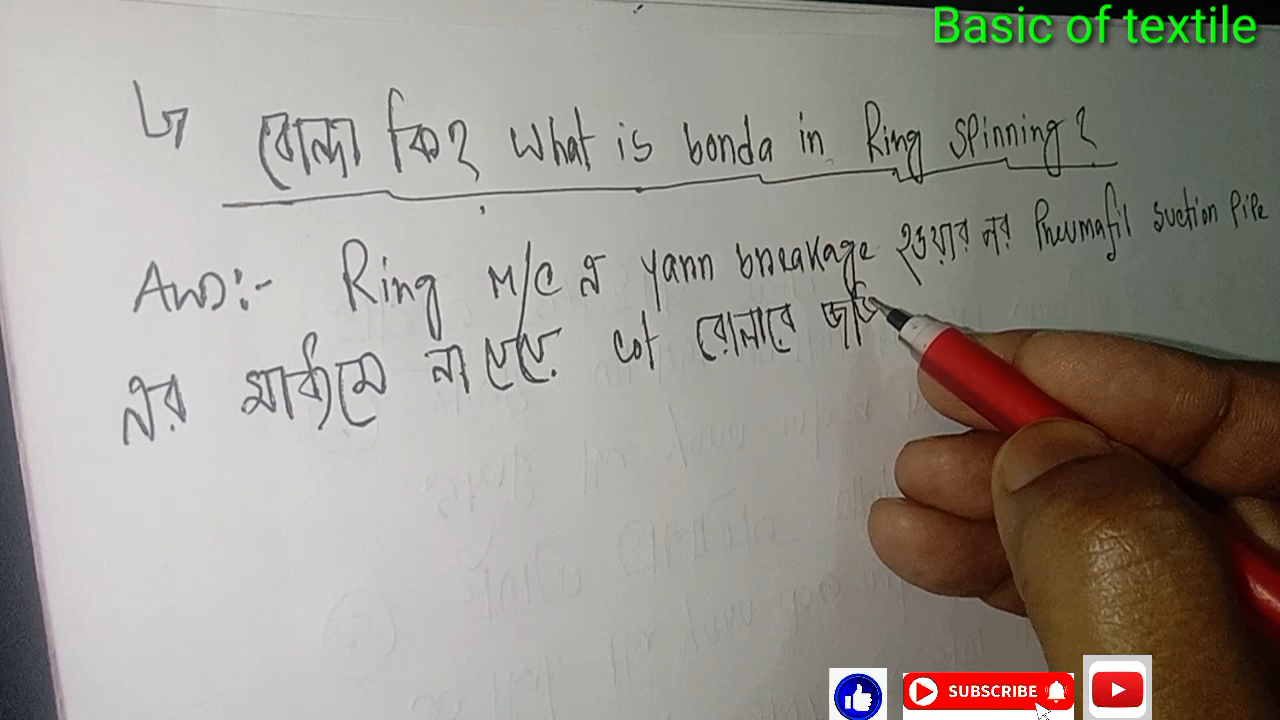 Basic of textile
বোন্দা কি? What is bonda in Ring spinning?
Ans:- Ring M/C এ yarn breakage হওয়ার পর Pneumafil suction Pipe
এর মাধ্যমে না যেয়ে cot রোলারে জড়ি
SUBSCRIBE